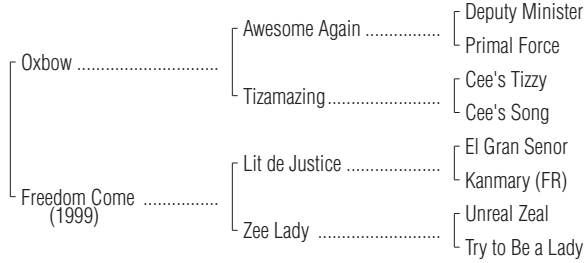 Deputy Minister
Awesome Again ................
Primal Force
Oxbow ..............................
Cee's Tizzy
Tizamazing........................
Cee's Song
El Gran Senor
Lit de Justice ....................
Kanmary (FR)
Freedom Come ................
(1999)
Unreal Zeal
Zee Lady ..........................
Try to Be a Lady